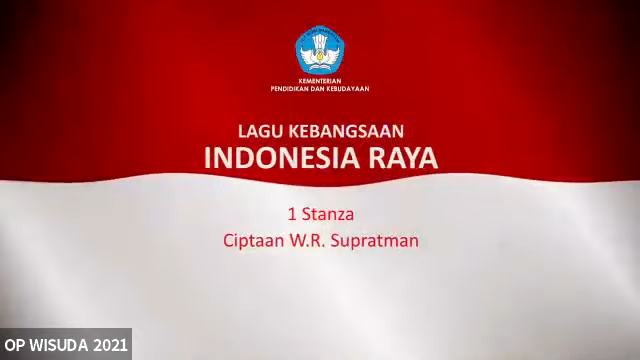 KEMENTERIAN
PENDIDIKAN DAN KEBUDAYAAN
LAGU KEBANGSAAN
INDONESIA RAYA
1 Stanza
Ciptaan W.R. Supratman
OP WISUDA 2021